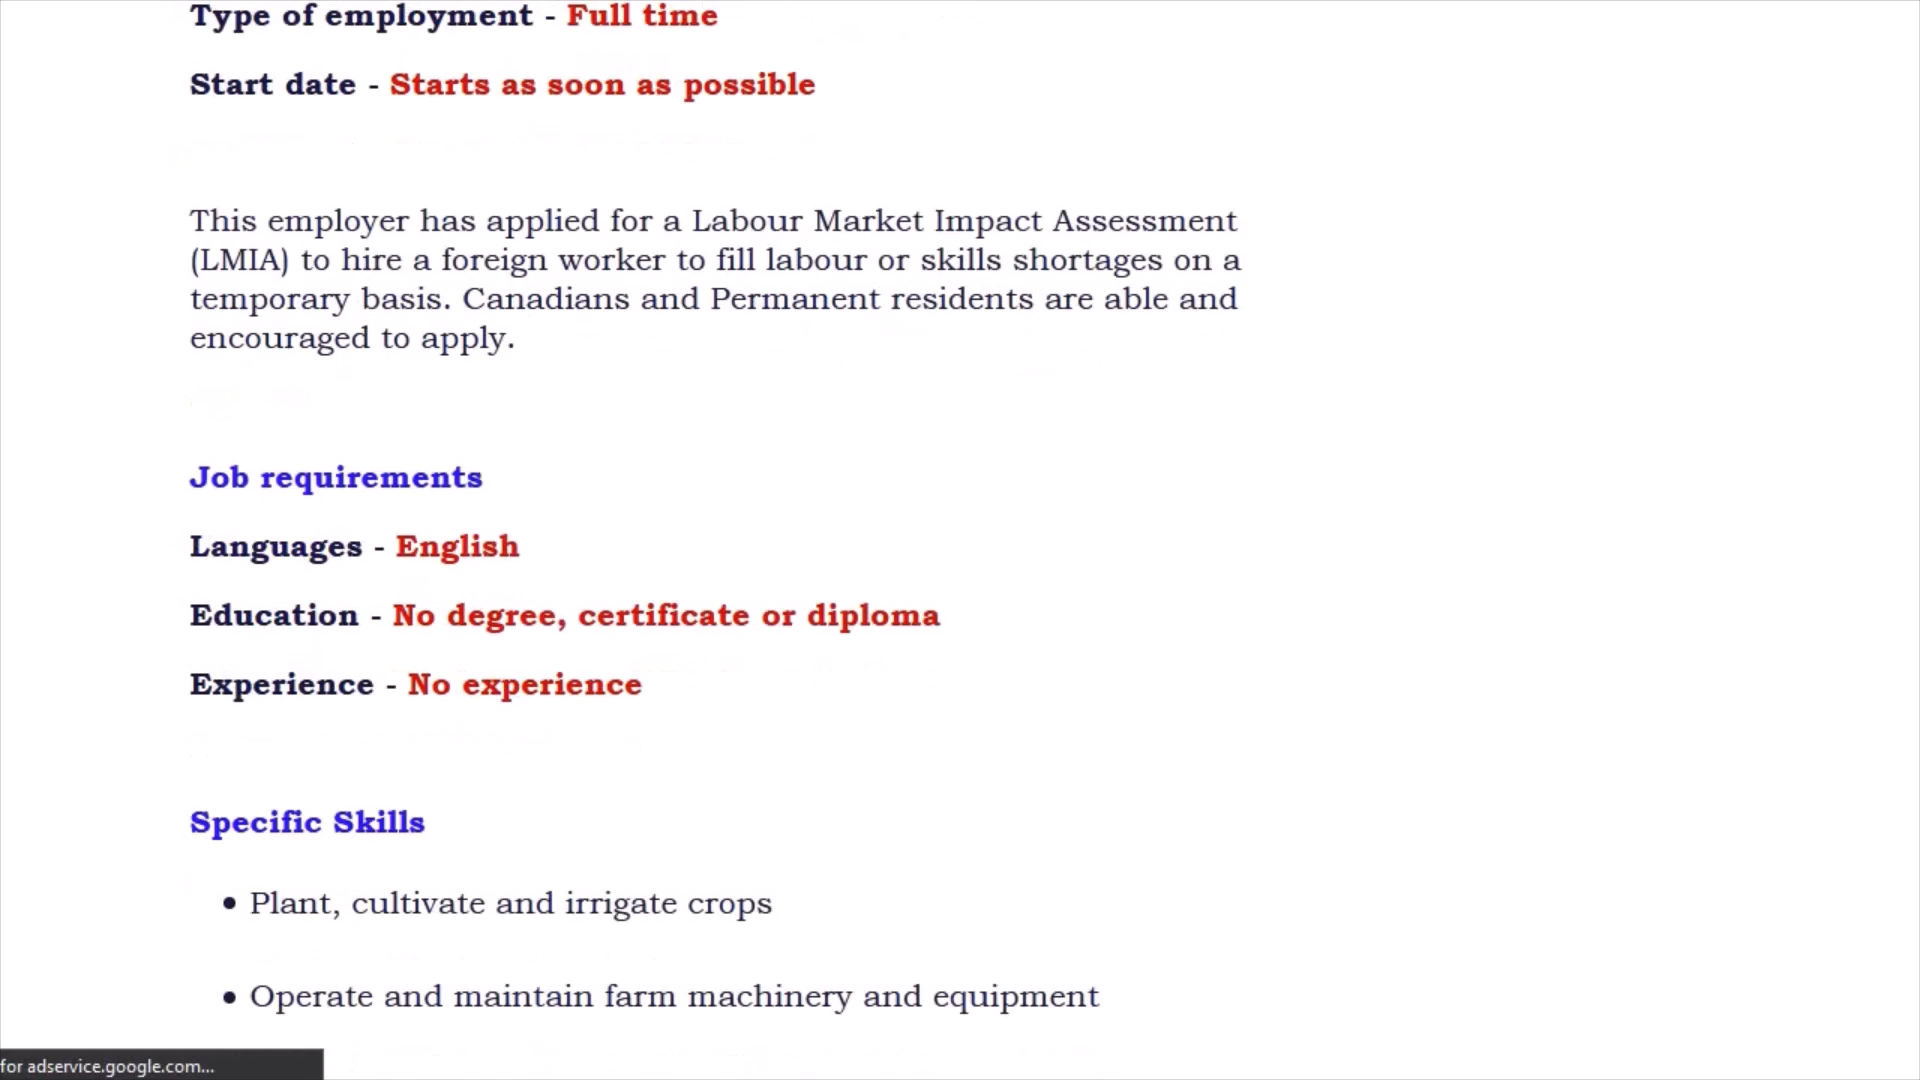 Type of employment - Full time
Start date - Starts as soon as possible
This employer has applied for a Labour Market Impact Assessment
(LMIA) to hire a foreign worker to fill labour or skills shortages on a
temporary basis. Canadians and Permanent residents are able and
encouraged to apply.
Job requirements
Languages - English
Education - No degree, certificate or diploma
Experience - No experience
Specific Skills
• Plant, cultivate and irrigate crops
• Operate and maintain farm machinery and equipment
for adservice.google.com...